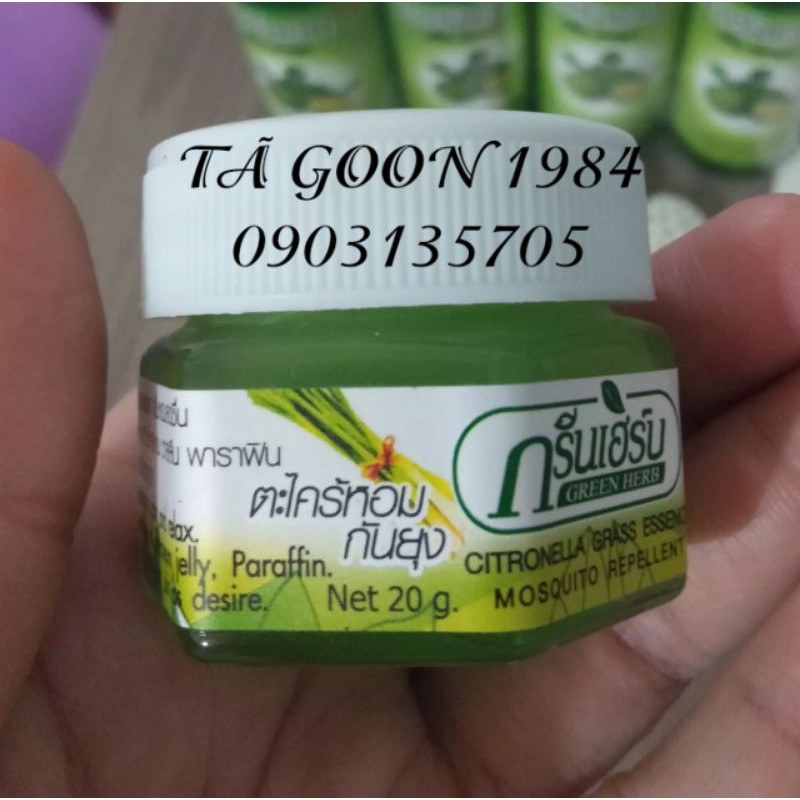 TÃ GOON 1984
0903135705
พาราฟิน
ตะไคร้หอม
กันยุง
กรีนเฮิร์บ
GREEN HERB
CITRONELLA GRASS ESSENC
MOSQUITO REPELLENT
jelly, Paraffin.
desire.
Net 20 g.